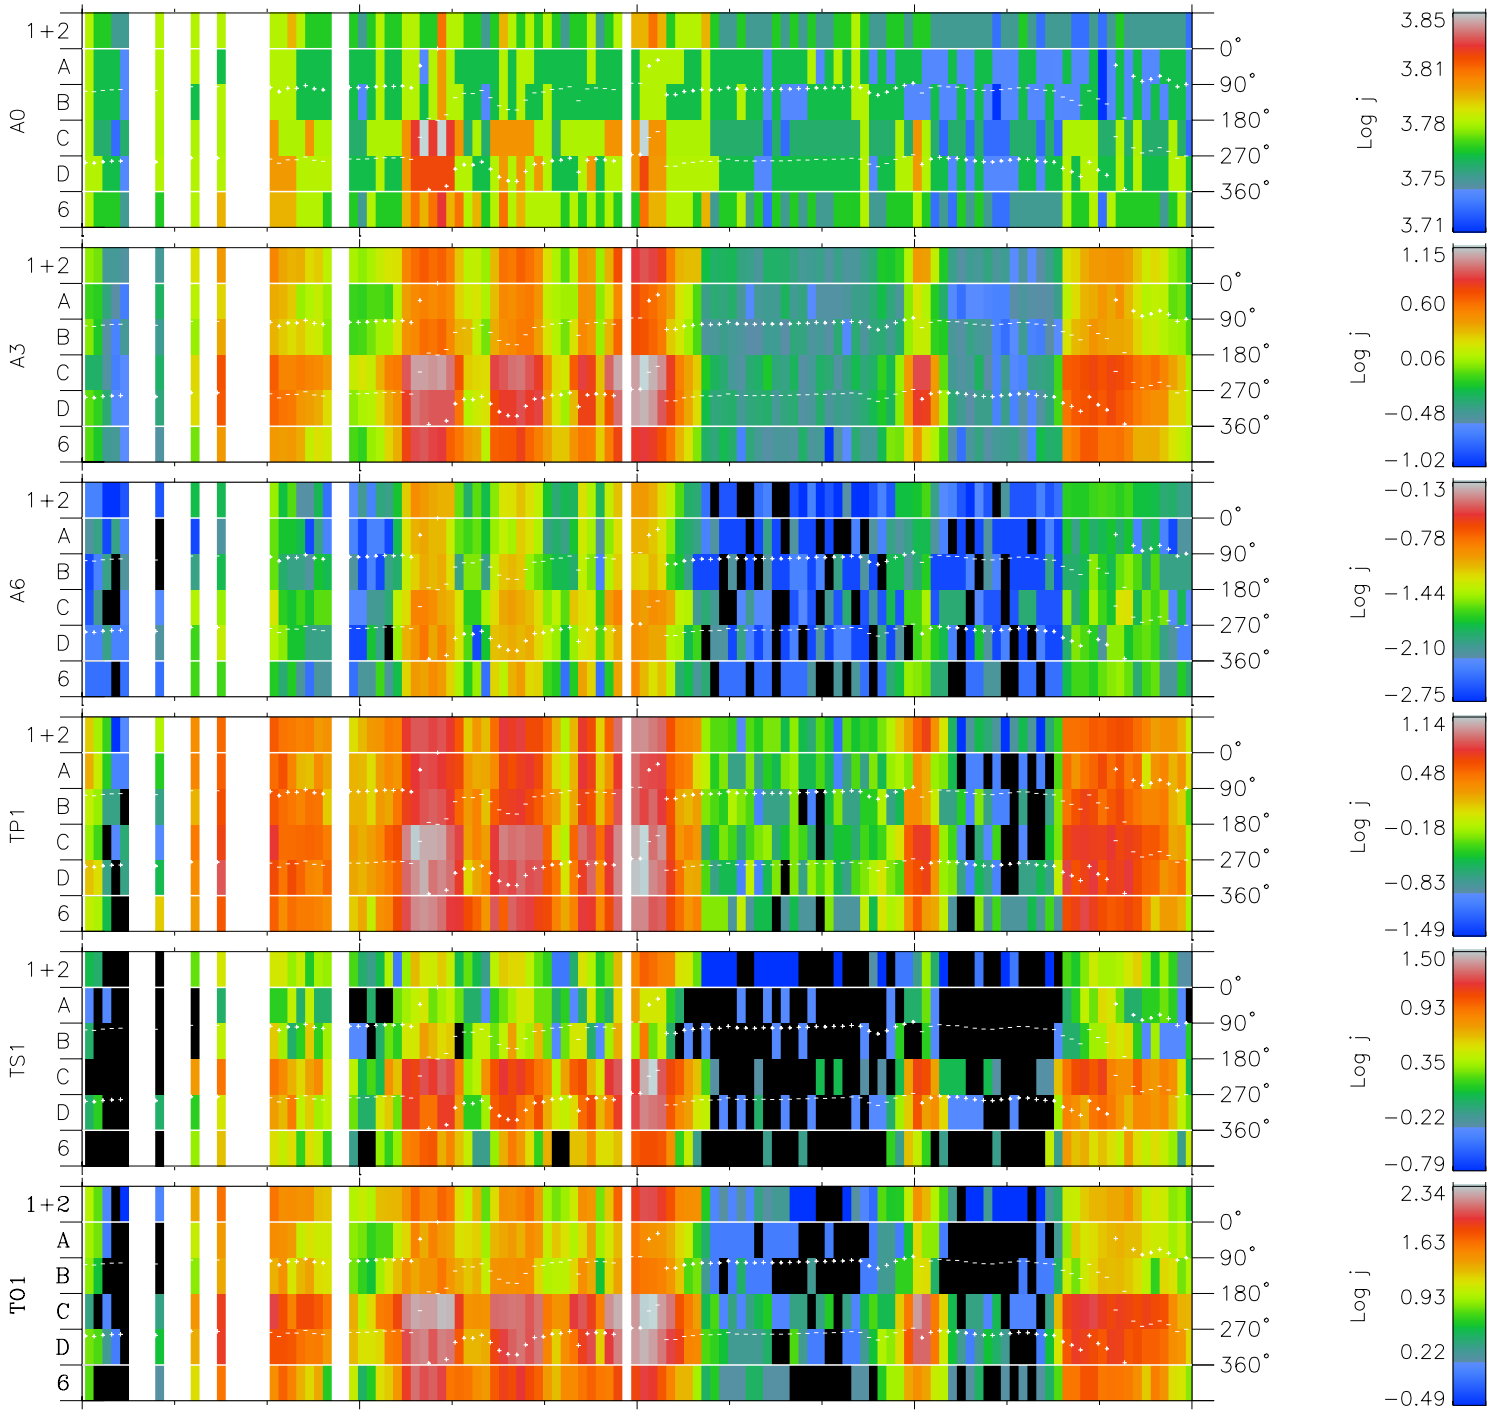 1+2
A
B
C
D
6
A0
0°
90°
180°
270°
360°
3.85
3.81
3.78
3.75
3.71
Log j
1+2
A
B
C
D
6
A3
0°
90°
180°
270°
360°
1.15
0.60
0.06
−0.48
−1.02
Log j
1+2
A
B
C
D
6
A6
0°
90°
180°
270°
360°
−0.13
−0.78
−1.44
−2.10
−2.75
Log j
1+2
A
B
C
D
6
TP1
0°
90°
180°
270°
360°
1.14
0.48
−0.18
−0.83
−1.49
Log j
1+2
A
B
C
D
6
TS1
0°
90°
180°
270°
360°
1.50
0.93
0.35
−0.22
−0.79
Log j
1+2
A
B
C
D
6
TO1
0°
90°
180°
270°
360°
2.34
1.63
0.93
0.22
−0.49
Log j